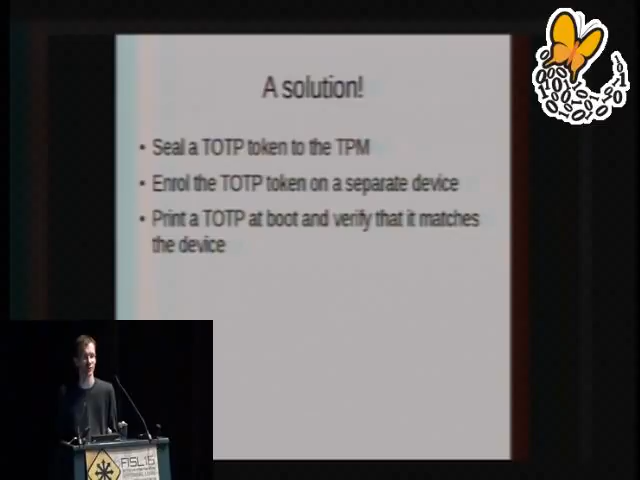 A solution!
• Seal a TOTP token to the TPM
• Enrol the TOTP token on a separate device
• Print a TOTP at boot and verify that it matches
the device
FISL16